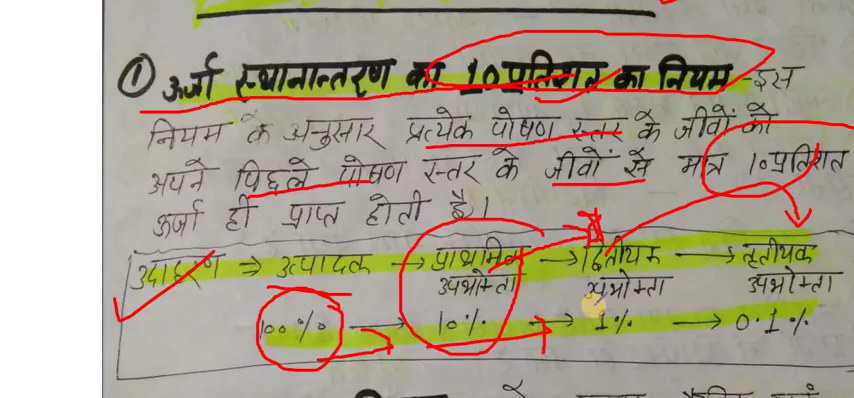 ① ऊर्जा स्थानान्तरण का 10 प्रतिशत का नियम - इस
नियम के अनुसार प्रत्येक पोषण स्तर के जीवों को
अपने पिछले पोषण स्तर के जीवों से मात्र 10 प्रतिशत
ऊर्जा ही प्राप्त होती है।
उदाहरण ⇒ उत्पादक → प्राथमिक → द्वितीयक → तृतीयक
उपभोक्ता उपभोक्ता उपभोक्ता
100% → 10% → 1% → 0.1%